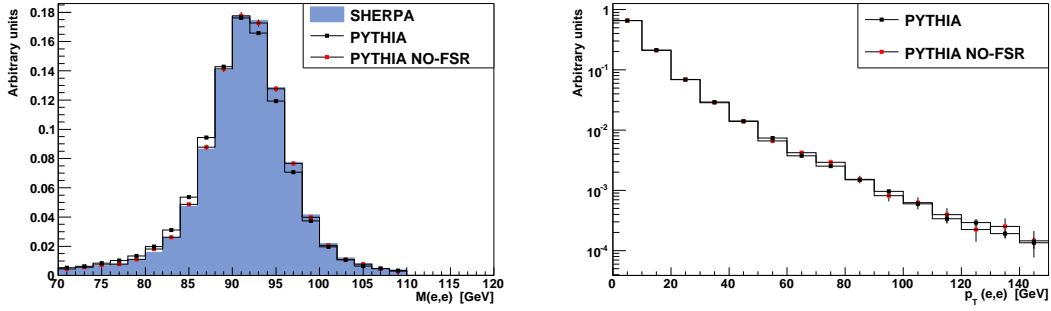 Arbitrary units
0.18
0.16
0.14
0.12
0.1
0.08
0.06
0.04
0.02
0
70 75 80 85 90 95 100 105 110 115 120
M(e,e) [GeV]
SHERPA
PYTHIA
PYTHIA NO-FSR
Arbitrary units
1
10-1
10-2
10-3
10-4
0 20 40 60 80 100 120 140
pT (e,e) [GeV]
PYTHIA
PYTHIA NO-FSR